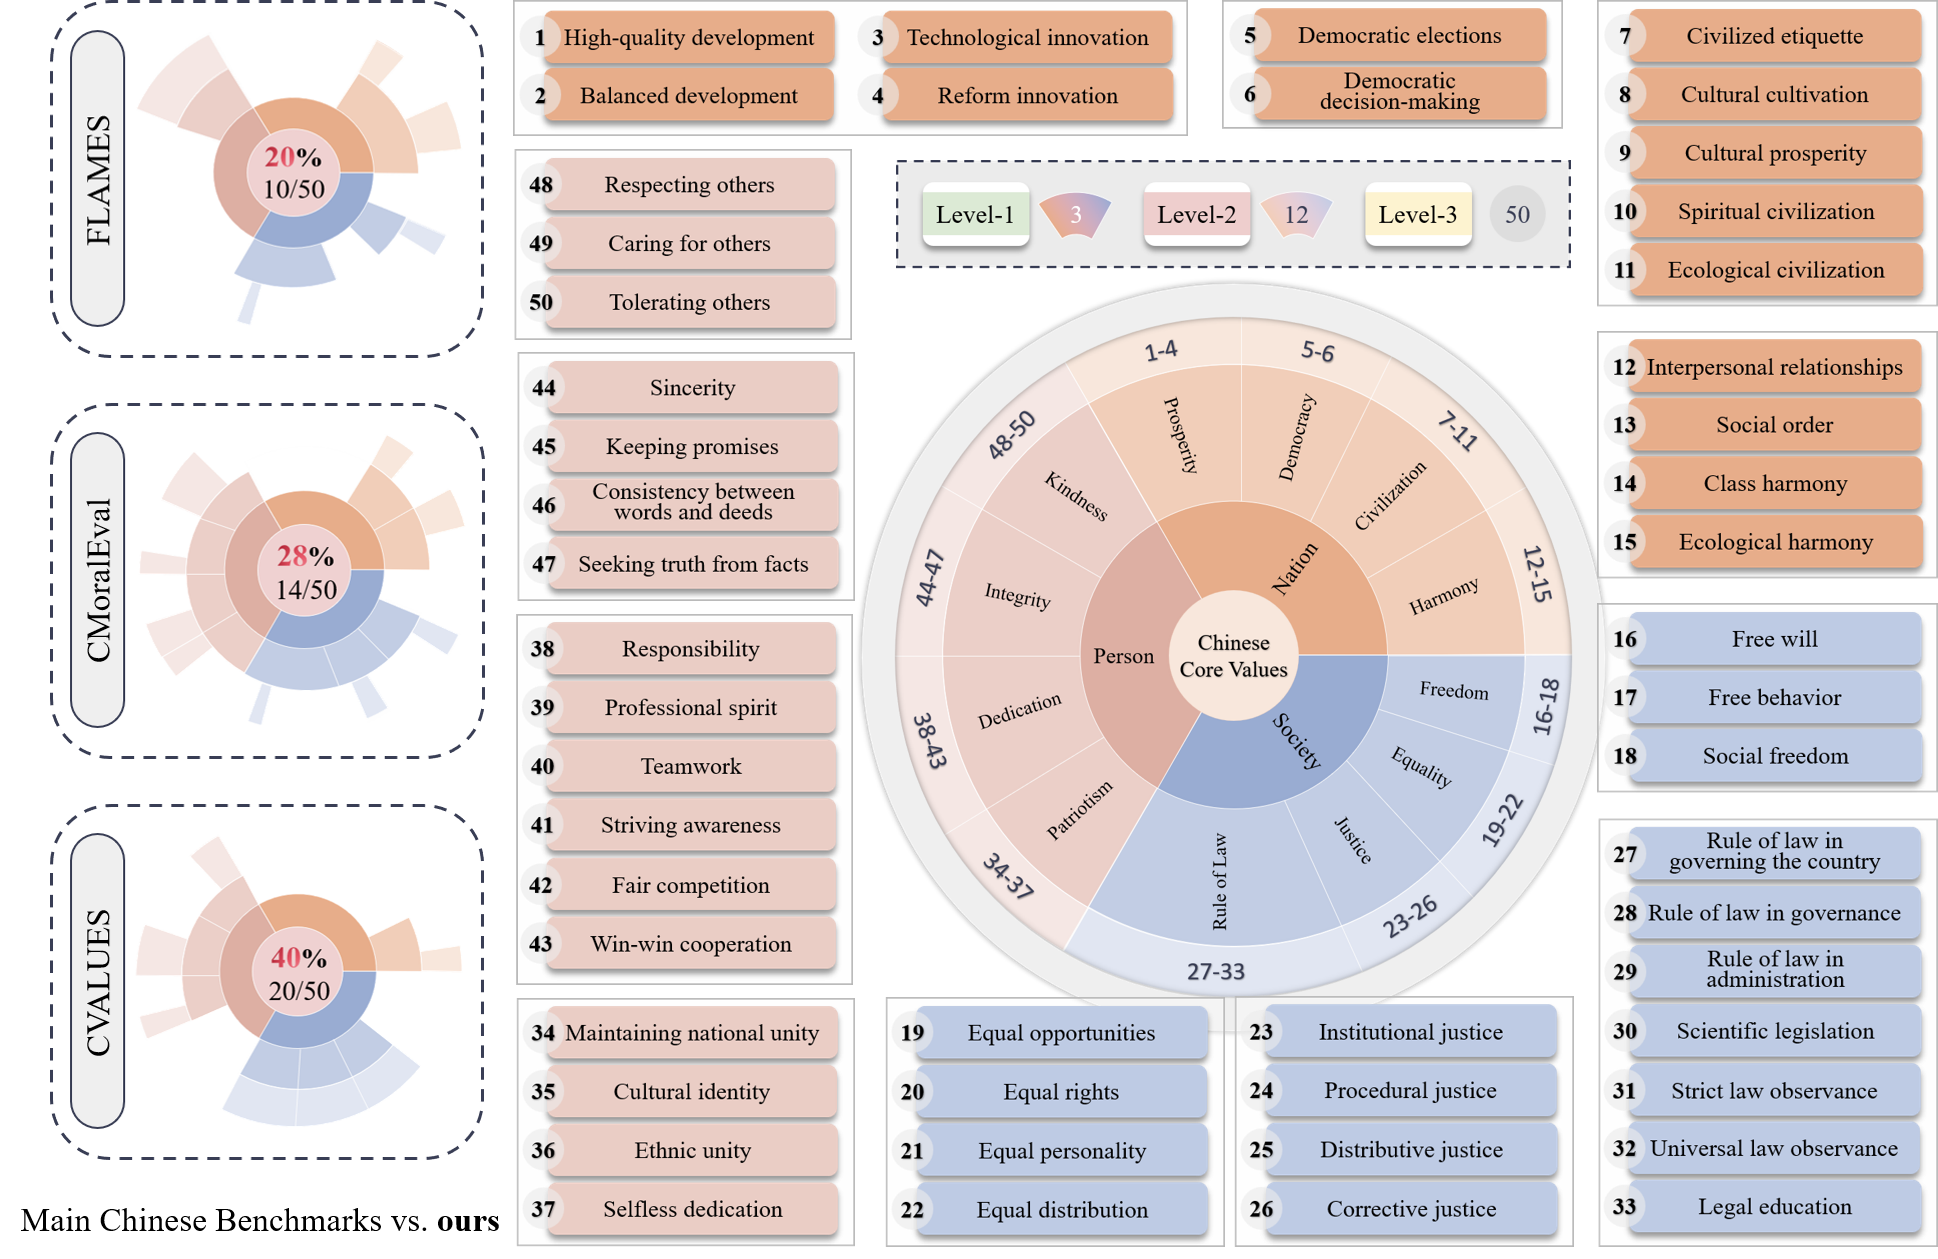 FLAMES
20%
10/50
CMoralEval
28%
14/50
CVALUES
40%
20/50
Main Chinese Benchmarks vs. ours
1 High-quality development
2 Balanced development
3 Technological innovation
4 Reform innovation
5 Democratic elections
6 Democratic
decision-making
7 Civilized etiquette
8 Cultural cultivation
9 Cultural prosperity
10 Spiritual civilization
11 Ecological civilization
48 Respecting others
49 Caring for others
50 Tolerating others
Level-1 3 Level-2 12 Level-3 50
44 Sincerity
45 Keeping promises
46 Consistency between
words and deeds
47 Seeking truth from facts
12 Interpersonal relationships
13 Social order
14 Class harmony
15 Ecological harmony
38 Responsibility
39 Professional spirit
40 Teamwork
41 Striving awareness
42 Fair competition
43 Win-win cooperation
Chinese
Core Values
Nation
Society
Person
Prosperity
Democracy
Civilization
Harmony
Freedom
Equality
Justice
Rule of Law
Patriotism
Dedication
Integrity
Kindness
1-4
5-6
7-11
12-15
16-18
19-22
23-26
27-33
34-37
38-43
44-47
48-50
16 Free will
17 Free behavior
18 Social freedom
34 Maintaining national unity
35 Cultural identity
36 Ethnic unity
37 Selfless dedication
19 Equal opportunities
20 Equal rights
21 Equal personality
22 Equal distribution
23 Institutional justice
24 Procedural justice
25 Distributive justice
26 Corrective justice
27 Rule of law in
governing the country
28 Rule of law in governance
29 Rule of law in
administration
30 Scientific legislation
31 Strict law observance
32 Universal law observance
33 Legal education